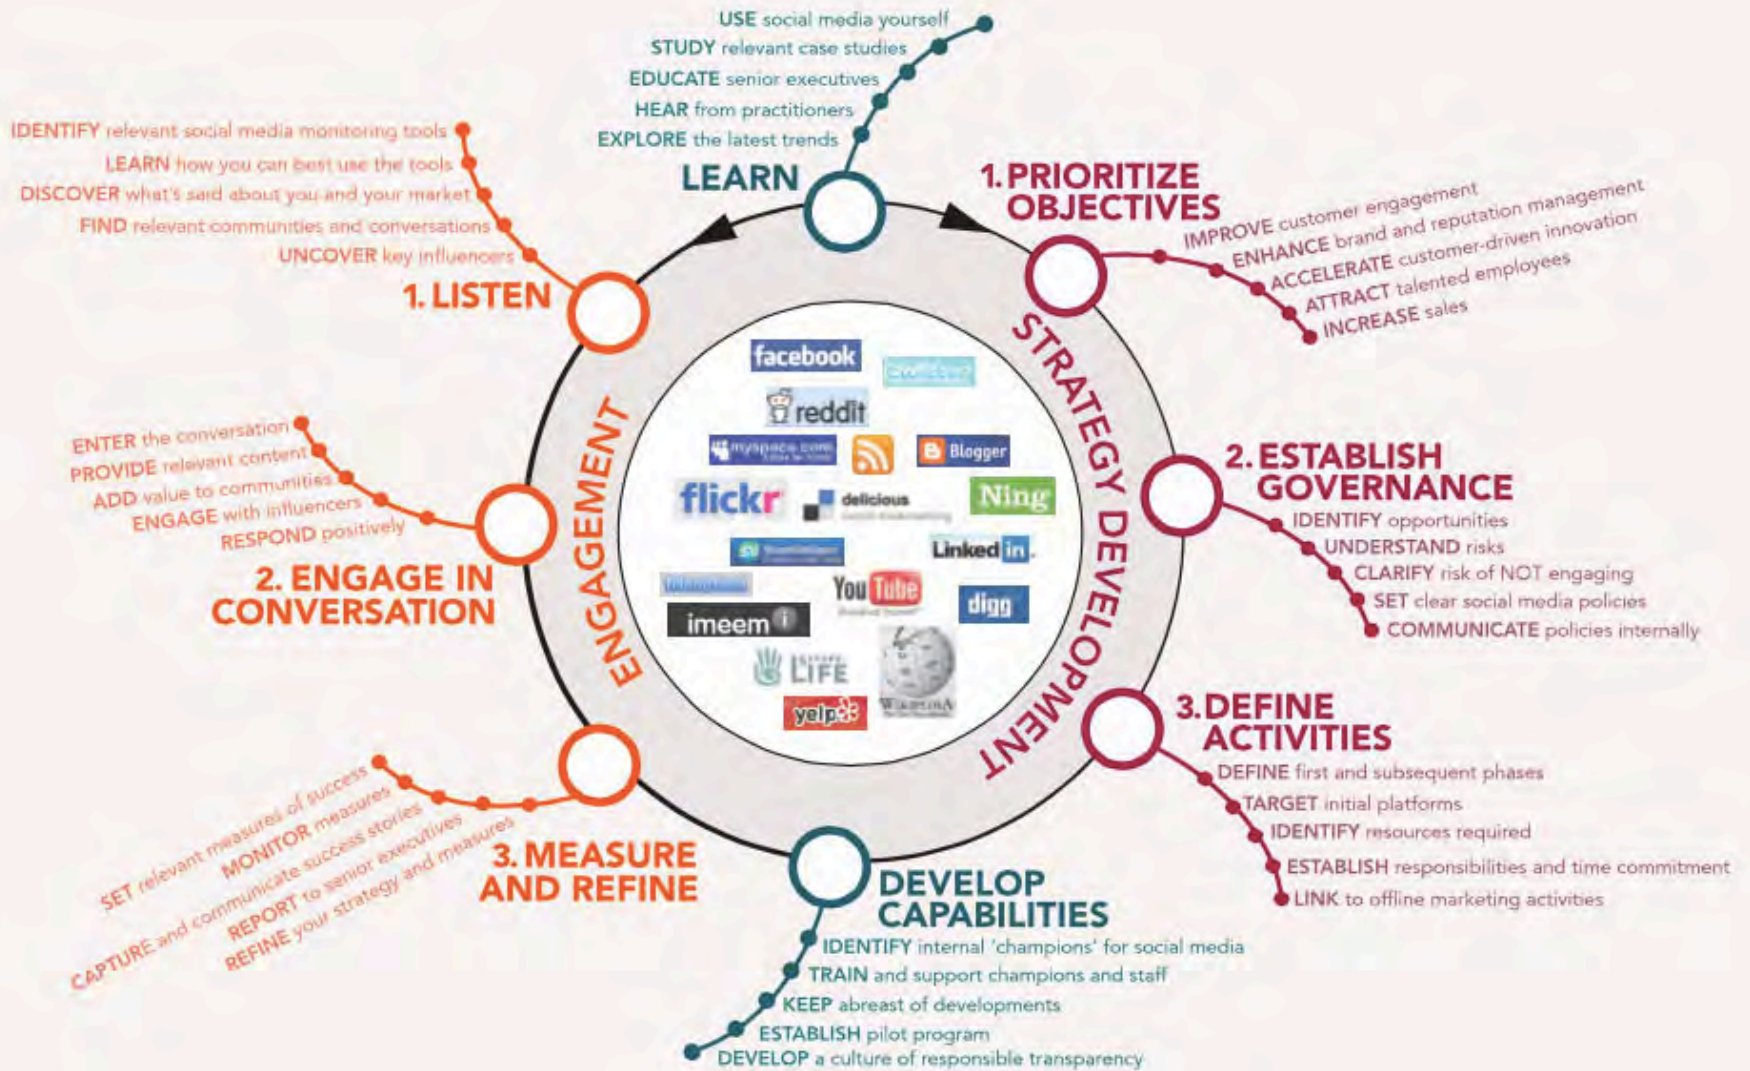 USE social media yourself
STUDY relevant case studies
EDUCATE senior executives
HEAR from practitioners
EXPLORE the latest trends
LEARN
1. PRIORITIZE
OBJECTIVES
IMPROVE customer engagement
ENHANCE brand and reputation management
ACCELERATE customer-driven innovation
ATTRACT talented employees
INCREASE sales
2. ESTABLISH
GOVERNANCE
IDENTIFY opportunities
UNDERSTAND risks
CLARIFY risk of NOT engaging
SET clear social media policies
COMMUNICATE policies internally
3. DEFINE
ACTIVITIES
DEFINE first and subsequent phases
TARGET initial platforms
IDENTIFY resources required
ESTABLISH responsibilities and time commitment
LINK to offline marketing activities
STRATEGY DEVELOPMENT
DEVELOP
CAPABILITIES
IDENTIFY internal 'champions' for social media
TRAIN and support champions and staff
KEEP abreast of developments
ESTABLISH pilot program
DEVELOP a culture of responsible transparency
IDENTIFY relevant social media monitoring tools
LEARN how you can best use the tools
DISCOVER what's said about you and your market
FIND relevant communities and conversations
UNCOVER key influencers
1. LISTEN
ENTER the conversation
PROVIDE relevant content
ADD value to communities
ENGAGE with influencers
RESPOND positively
2. ENGAGE IN
CONVERSATION
SET relevant measures of success
MONITOR measures
CAPTURE and communicate success stories
REPORT to senior executives
REFINE your strategy and measures
3. MEASURE
AND REFINE
ENGAGEMENT
facebook
reddit
myspace.com
Blogger
flickr
delicious
Ning
Linked in
You Tube
digg
imeem
LIFE
WIKIPEDIA
yelp